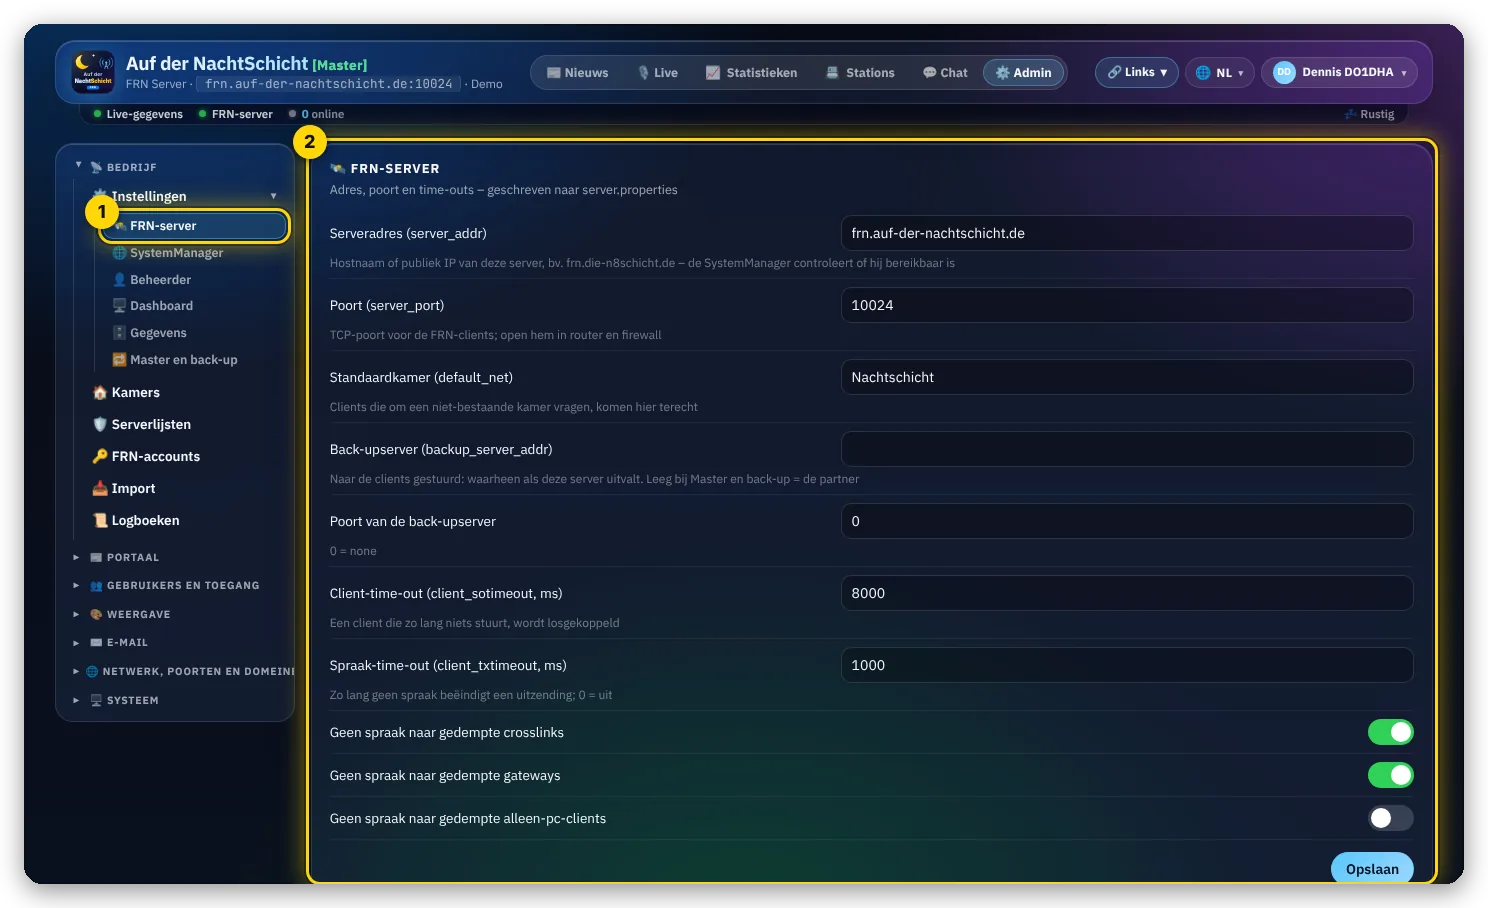 Auf der NachtSchicht [Master]
FRN Server · frn.auf-der-nachtschicht.de:10024 · Demo
Auf der
NachtSchicht
Nieuws
Live
Statistieken
Stations
Chat
Admin
Links ▾
NL ▾
DD
Dennis DO1DHA ▾
Live-gegevens
FRN-server
0 online
Rustig
BEDRIJF
Instellingen
1
FRN-server
SystemManager
Beheerder
Dashboard
Gegevens
Master en back-up
Kamers
Serverlijsten
FRN-accounts
Import
Logboeken
PORTAAL
GEBRUIKERS EN TOEGANG
WEERGAVE
E-MAIL
NETWERK, POORTEN EN DOMEIN
SYSTEEM
2
FRN-SERVER
Adres, poort en time-outs – geschreven naar server.properties
Serveradres (server_addr)
frn.auf-der-nachtschicht.de
Hostnaam of publiek IP van deze server, bv. frn.die-n8schicht.de – de SystemManager controleert of hij bereikbaar is
Poort (server_port)
10024
TCP-poort voor de FRN-clients; open hem in router en firewall
Standaardkamer (default_net)
Nachtschicht
Clients die om een niet-bestaande kamer vragen, komen hier terecht
Back-upserver (backup_server_addr)
Naar de clients gestuurd: waarheen als deze server uitvalt. Leeg bij Master en back-up = de partner
Poort van de back-upserver
0
0 = none
Client-time-out (client_sotimeout, ms)
8000
Een client die zo lang niets stuurt, wordt losgekoppeld
Spraak-time-out (client_txtimeout, ms)
1000
Zo lang geen spraak beëindigt een uitzending; 0 = uit
Geen spraak naar gedempte crosslinks
Geen spraak naar gedempte gateways
Geen spraak naar gedempte alleen-pc-clients
Opslaan